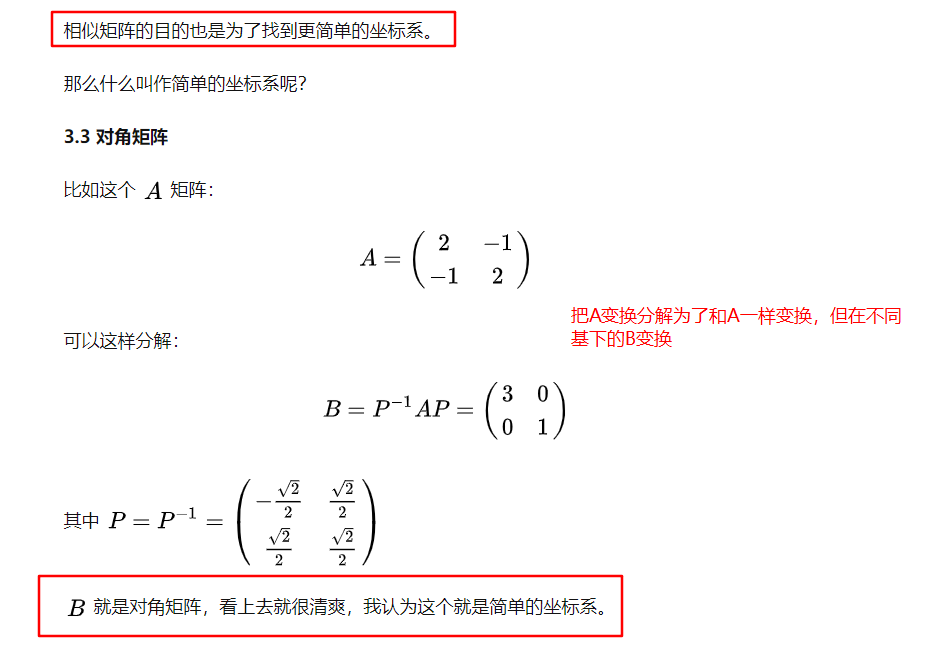 相似矩阵的目的也是为了找到更简单的坐标系。
那么什么叫作简单的坐标系呢？
3.3 对角矩阵
比如这个 A 矩阵：
A = \begin{pmatrix} 2 & -1 \\ -1 & 2 \end{pmatrix}
把A变换分解为了和A一样变换，但在不同
基下的B变换
可以这样分解：
B = P^{-1}AP = \begin{pmatrix} 3 & 0 \\ 0 & 1 \end{pmatrix}
其中 P = P^{-1} = \begin{pmatrix} -\frac{\sqrt{2}}{2} & \frac{\sqrt{2}}{2} \\ \frac{\sqrt{2}}{2} & \frac{\sqrt{2}}{2} \end{pmatrix}
B 就是对角矩阵，看上去就很清爽，我认为这个就是简单的坐标系。